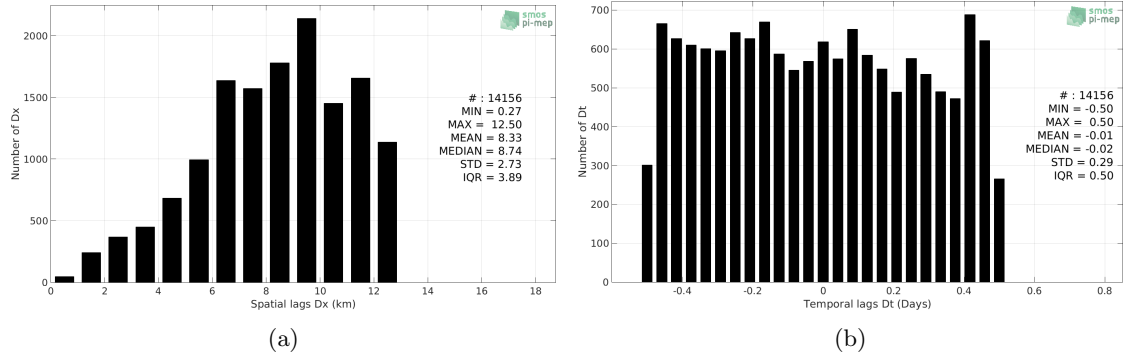 smos
pi-mep
2000
1500
1000
500
0
Number of Dx
# : 14156
MIN = 0.27
MAX = 12.50
MEAN = 8.33
MEDIAN = 8.74
STD = 2.73
IQR = 3.89
0 2 4 6 8 10 12 14 16 18
Spatial lags Dx (km)
(a)
smos
pi-mep
700
600
500
400
300
200
100
0
Number of Dt
# : 14156
MIN = -0.50
MAX = 0.50
MEAN = -0.01
MEDIAN = -0.02
STD = 0.29
IQR = 0.50
-0.4 -0.2 0 0.2 0.4 0.6 0.8
Temporal lags Dt (Days)
(b)